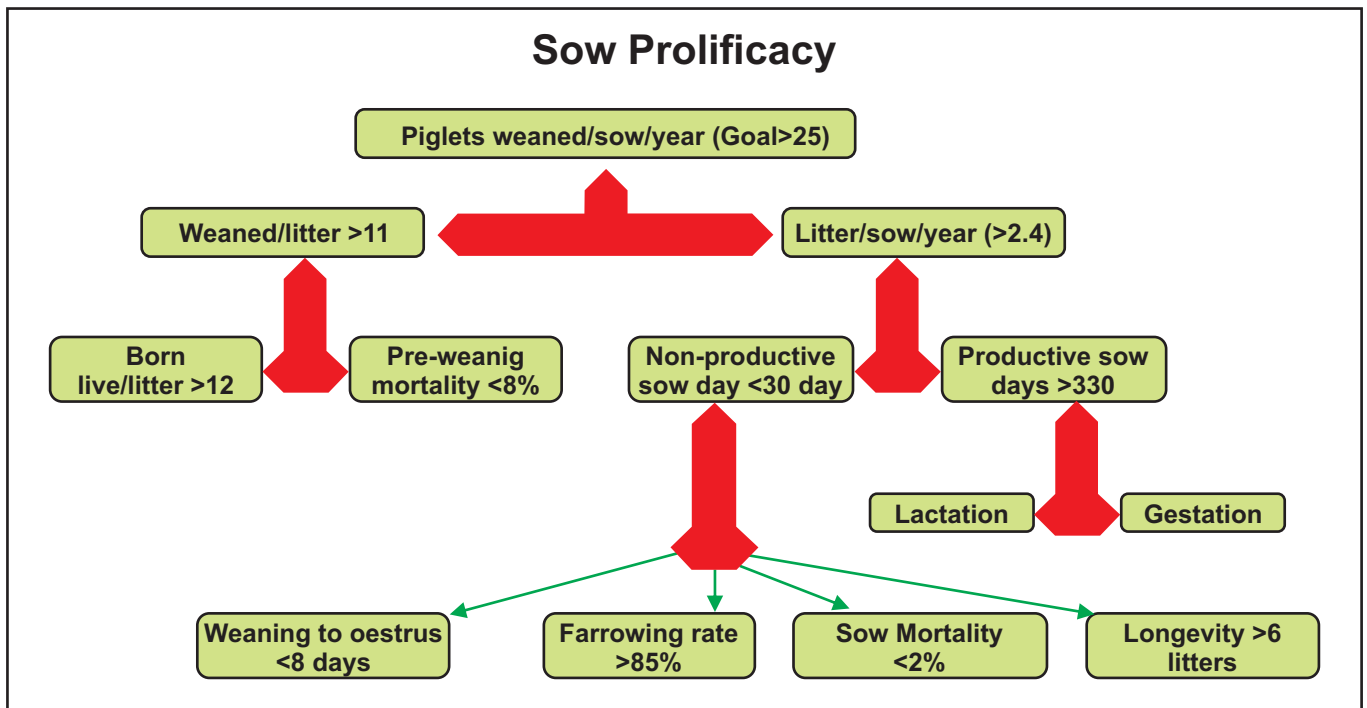 Sow Prolificacy
Piglets weaned/sow/year (Goal>25)
Weaned/litter >11
Litter/sow/year (>2.4)
Born
live/litter >12
Pre-weanig
mortality <8%
Non-productive
sow day <30 day
Productive sow
days >330
Lactation
Gestation
Weaning to oestrus
<8 days
Farrowing rate
>85%
Sow Mortality
<2%
Longevity >6
litters